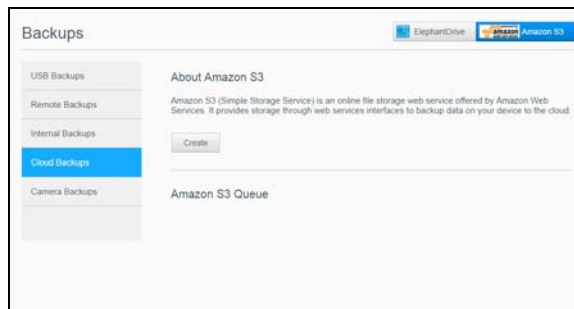 Backups
ElephantDrive
amazon
Amazon S3
USB Backups
Remote Backups
Internal Backups
Cloud Backups
Camera Backups
About Amazon S3
Amazon S3 (Simple Storage Service) is an online file storage web service offered by Amazon Web
Services. It provides storage through web services interfaces to backup data on your device to the cloud.
Create
Amazon S3 Queue